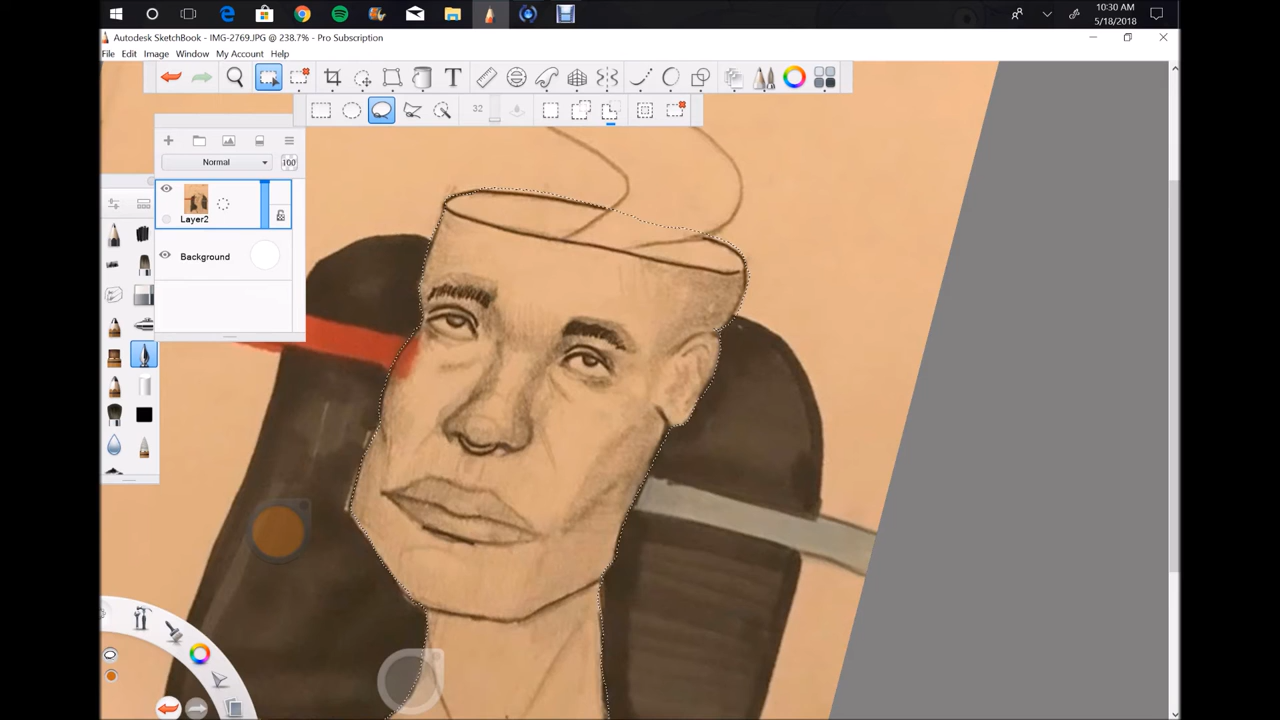 10:30 AM
5/18/2018
Autodesk SketchBook - IMG-2769.JPG @ 238.7% - Pro Subscription
File Edit Image Window My Account Help
T
32
Normal
100
Layer2
Background